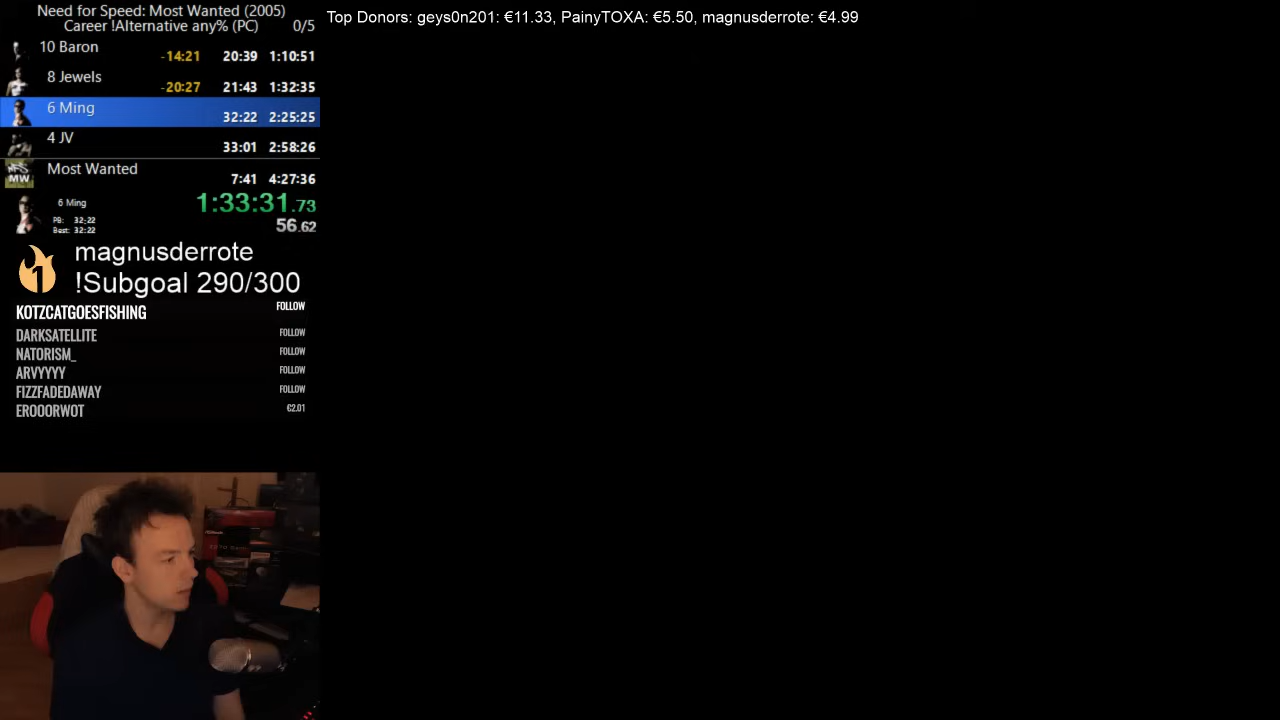 Need for Speed: Most Wanted (2005)
Career !Alternative any% (PC) 0/5
10 Baron -14:21 20:39 1:10:51
8 Jewels -20:27 21:43 1:32:35
6 Ming 32:22 2:25:25
4 JV 33:01 2:58:26
Most Wanted 7:41 4:27:36
MW
6 Ming 1:33:31.73
PB: 32:22
Best: 32:22
56.62
Top Donors: geys0n201: €11.33, PainyTOXA: €5.50, magnusderrote: €4.99
1
magnusderrote
!Subgoal 290/300
KOTZCATGOESFISHING FOLLOW
DARKSATELLITE FOLLOW
NATORISM_ FOLLOW
ARVYYYY FOLLOW
FIZZFADEDAWAY FOLLOW
EROOORWOT €2.01